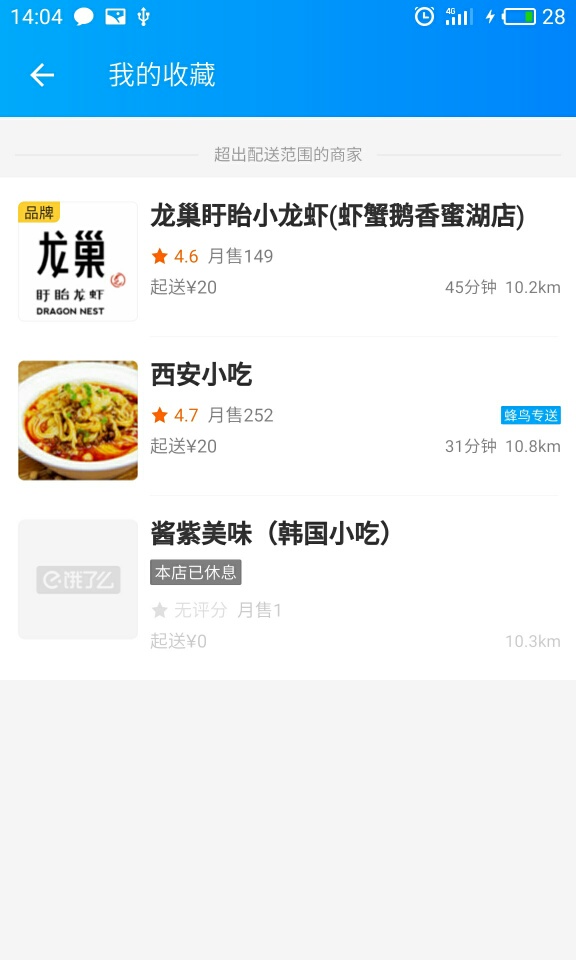 14:04 4G 28
我的收藏
超出配送范围的商家
品牌
龙巢
盱眙龙虾
DRAGON NEST
龙巢盱眙小龙虾(虾蟹鹅香蜜湖店)
4.6 月售149
起送¥20 45分钟 10.2km
西安小吃
4.7 月售252 蜂鸟专送
起送¥20 31分钟 10.8km
饿了么
酱紫美味（韩国小吃）
本店已休息
无评分 月售1
起送¥0 10.3km